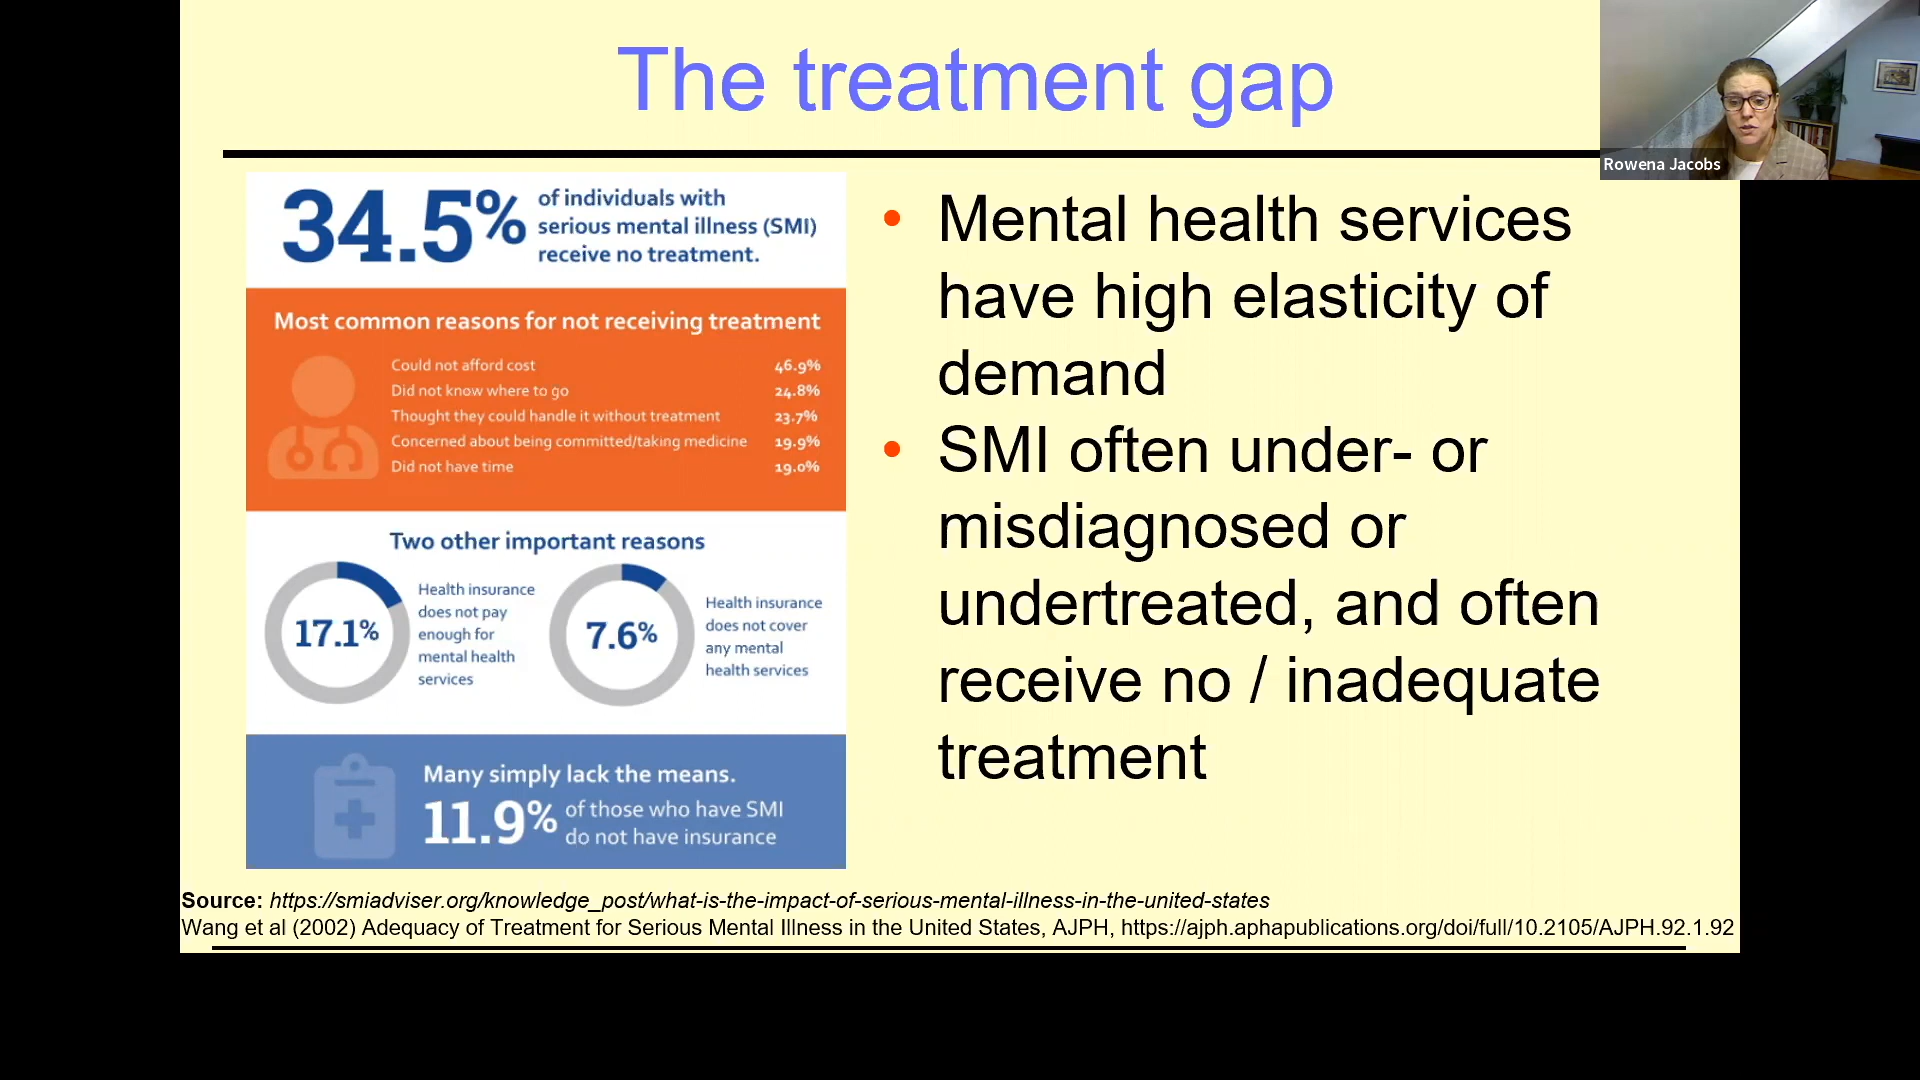 The treatment gap
Rowena Jacobs
34.5% of individuals with
serious mental illness (SMI)
receive no treatment.
Most common reasons for not receiving treatment
Could not afford cost 46.9%
Did not know where to go 24.8%
Thought they could handle it without treatment 23.7%
Concerned about being committed/taking medicine 19.9%
Did not have time 19.0%
Two other important reasons
17.1%
Health insurance
does not pay
enough for
mental health
services
7.6%
Health insurance
does not cover
any mental
health services
Many simply lack the means.
11.9% of those who have SMI
do not have insurance
• Mental health services
have high elasticity of
demand
• SMI often under- or
misdiagnosed or
undertreated, and often
receive no / inadequate
treatment
Source: https://smiadviser.org/knowledge_post/what-is-the-impact-of-serious-mental-illness-in-the-united-states
Wang et al (2002) Adequacy of Treatment for Serious Mental Illness in the United States, AJPH, https://ajph.aphapublications.org/doi/full/10.2105/AJPH.92.1.92